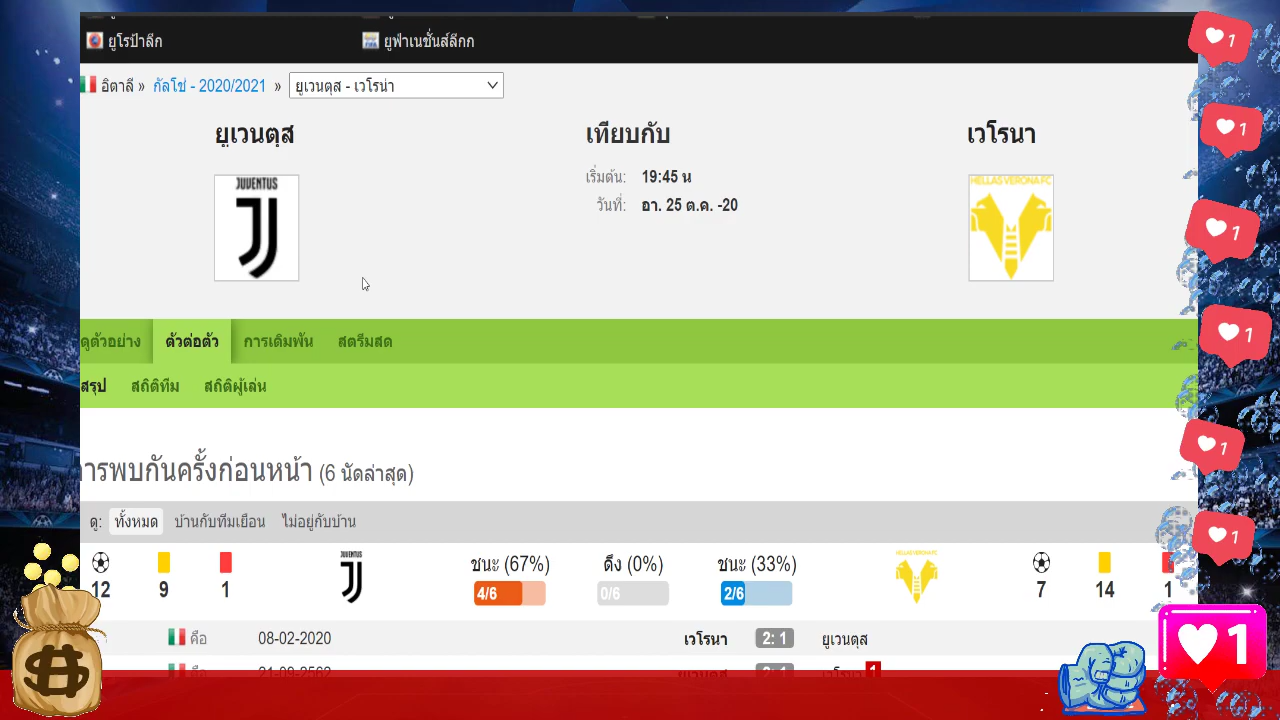 ยูโรป้าลีก
ยูฟ่าเนชั่นส์ลีกก
อิตาลี » กัลโช่ - 2020/2021 » ยูเวนตุส - เวโรน่า
ยูเวนตุส
เทียบกับ
เวโรนา
เริ่มต้น: 19:45 น
วันที่: อา. 25 ต.ค. -20
JUVENTUS
HELLAS VERONA FC
ดูตัวอย่าง ตัวต่อตัว การเดิมพัน สตรีมสด
สรุป สถิติทีม สถิติผู้เล่น
ารพบกันครั้งก่อนหน้า (6 นัดล่าสุด)
ดู: ทั้งหมด บ้านกับทีมเยือน ไม่อยู่กับบ้าน
ชนะ (67%) ดึง (0%) ชนะ (33%)
12 9 1 JUVENTUS 4/6 0/6 2/6 HELLAS VERONA FC 7 14 1
คือ 08-02-2020 เวโรนา 2: 1 ยูเวนตุส
1
1
1
1
1
1
1